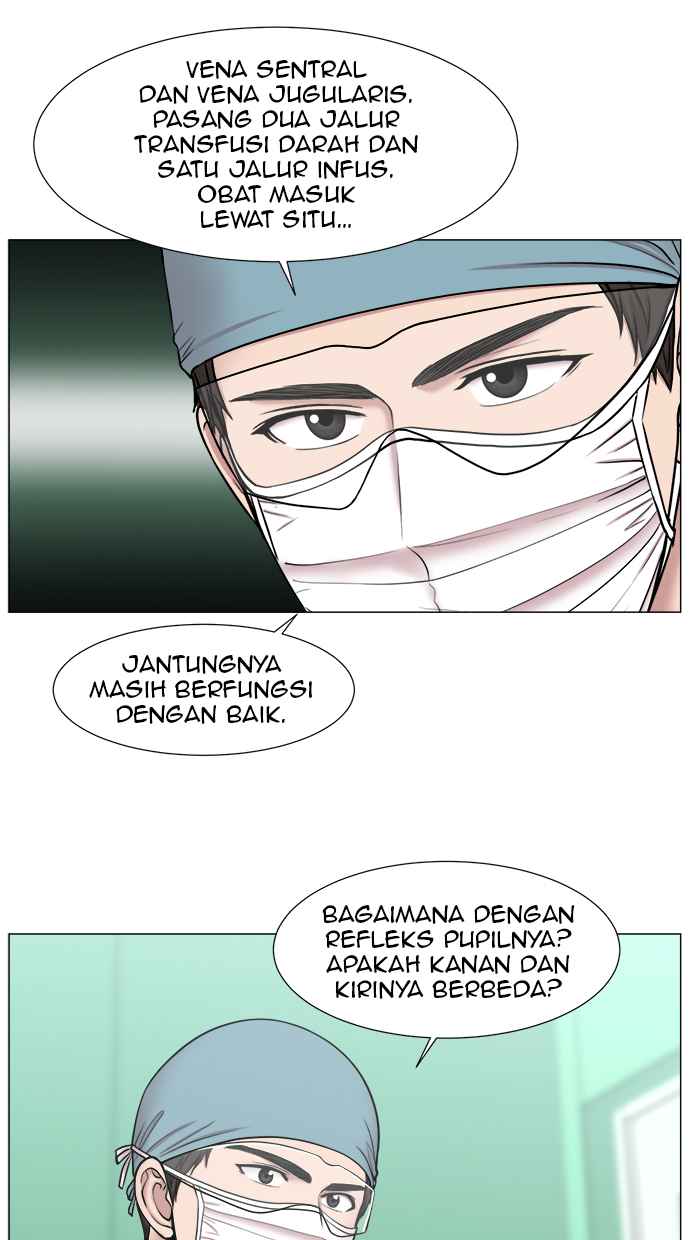 VENA SENTRAL
DAN VENA JUGULARIS.
PASANG DUA JALUR
TRANSFUSI DARAH DAN
SATU JALUR INFUS.
OBAT MASUK
LEWAT SITU...
JANTUNGNYA
MASIH BERFUNGSI
DENGAN BAIK.
BAGAIMANA DENGAN
REFLEKS PUPILNYA?
APAKAH KANAN DAN
KIRINYA BERBEDA?